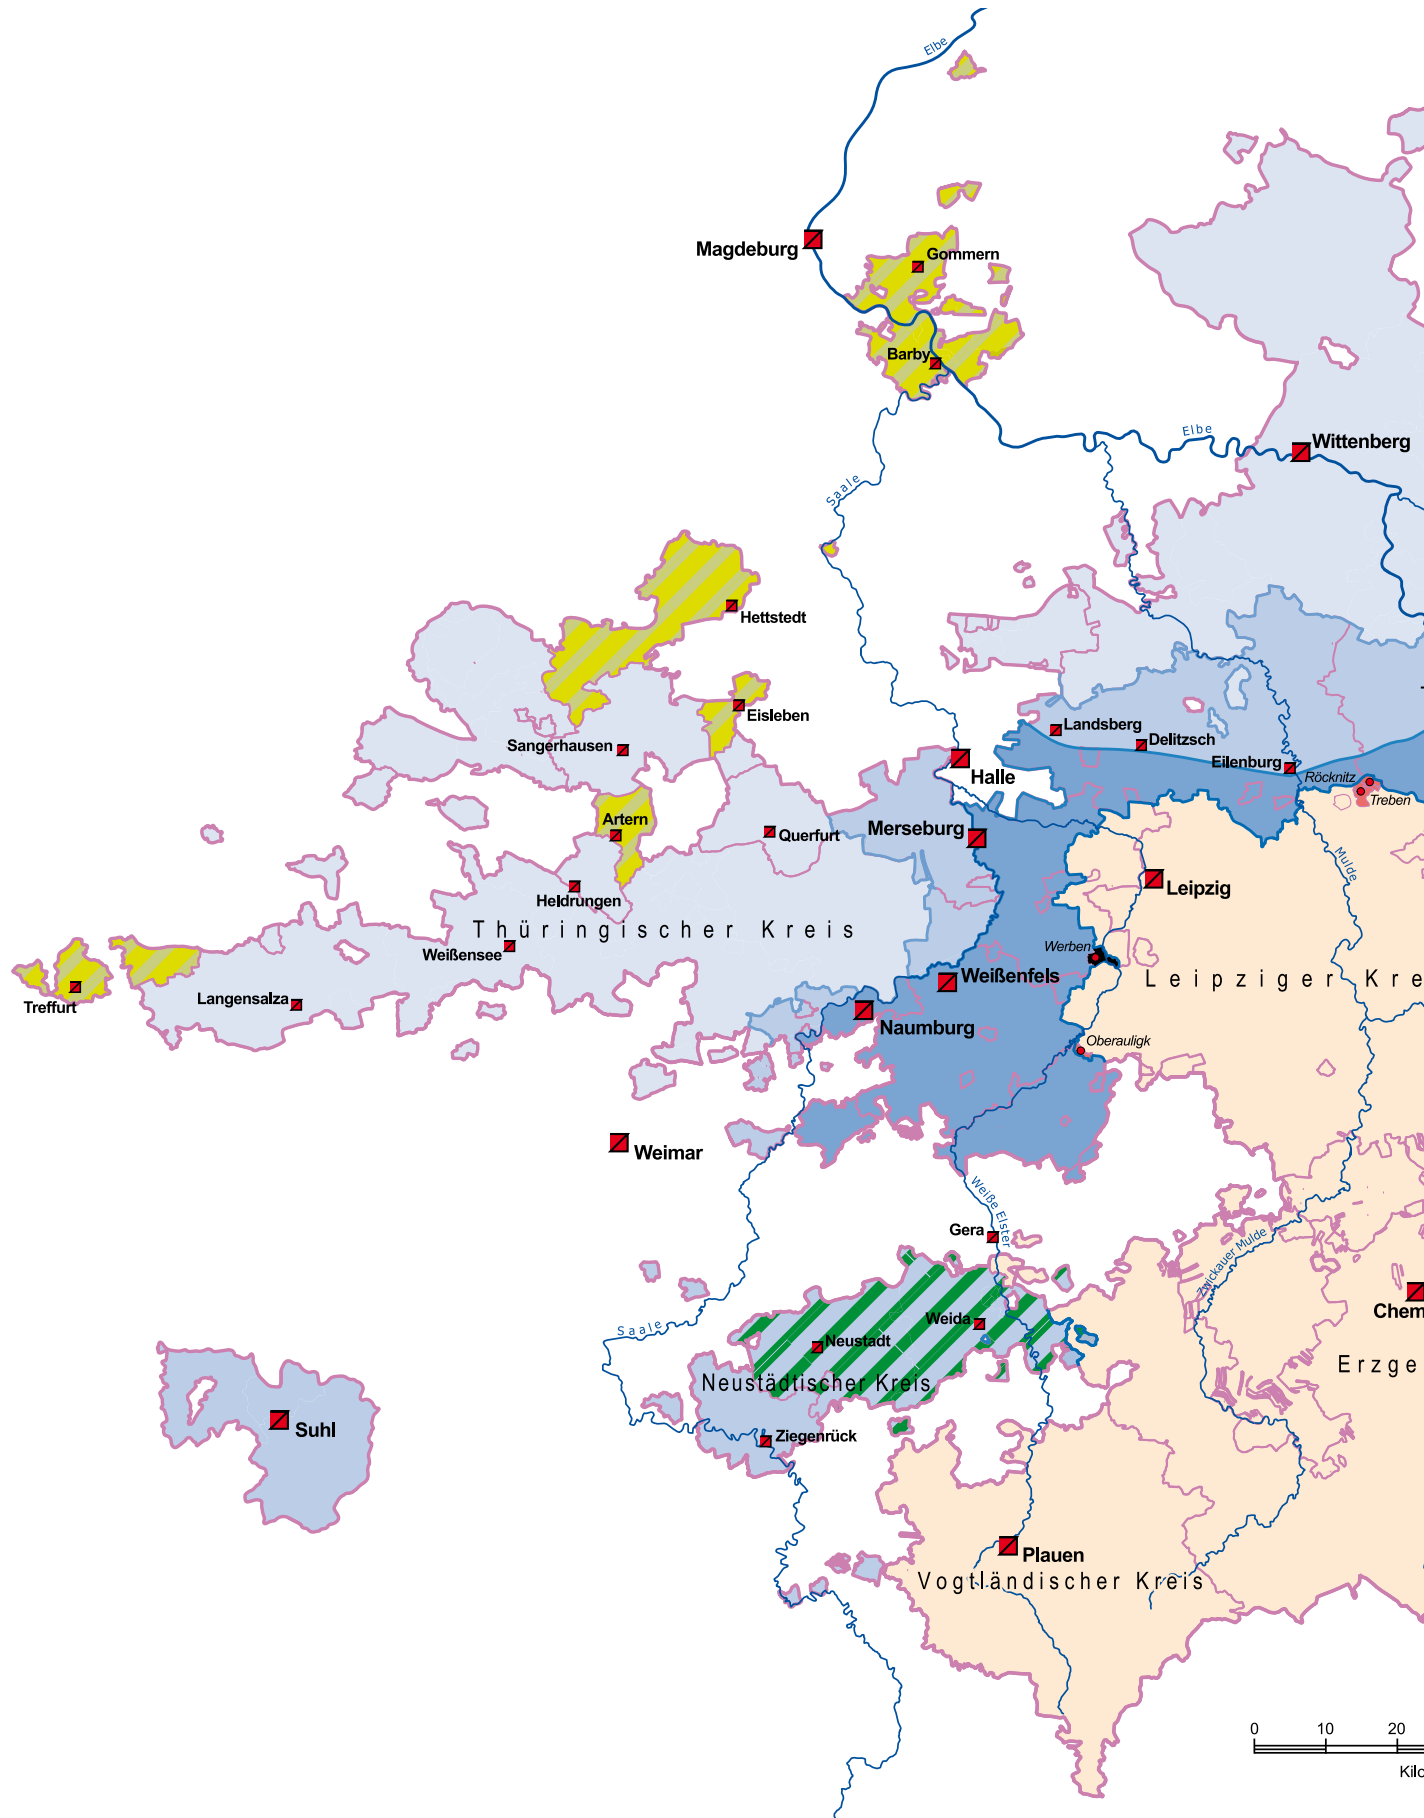 Elbe
Magdeburg
Gommern
Barby
Elbe
Wittenberg
Saale
Hettstedt
Eisleben
Sangerhausen
Landsberg
Delitzsch
Eilenburg
Halle
Röcknitz
Treben
Artern
Querfurt
Merseburg
Mulde
Leipzig
Heldrungen
Thüringischer Kreis
Weißensee
Werben
Weißenfels
Leipziger Kre
Treffurt
Langensalza
Naumburg
Oberauligk
Weimar
Weiße Elster
Gera
Zwickauer Mulde
Chem
Saale
Weida
Neustadt
Erzge
Neustädtischer Kreis
Suhl
Ziegenrück
Plauen
Vogtländischer Kreis
0 10 20
Kilo